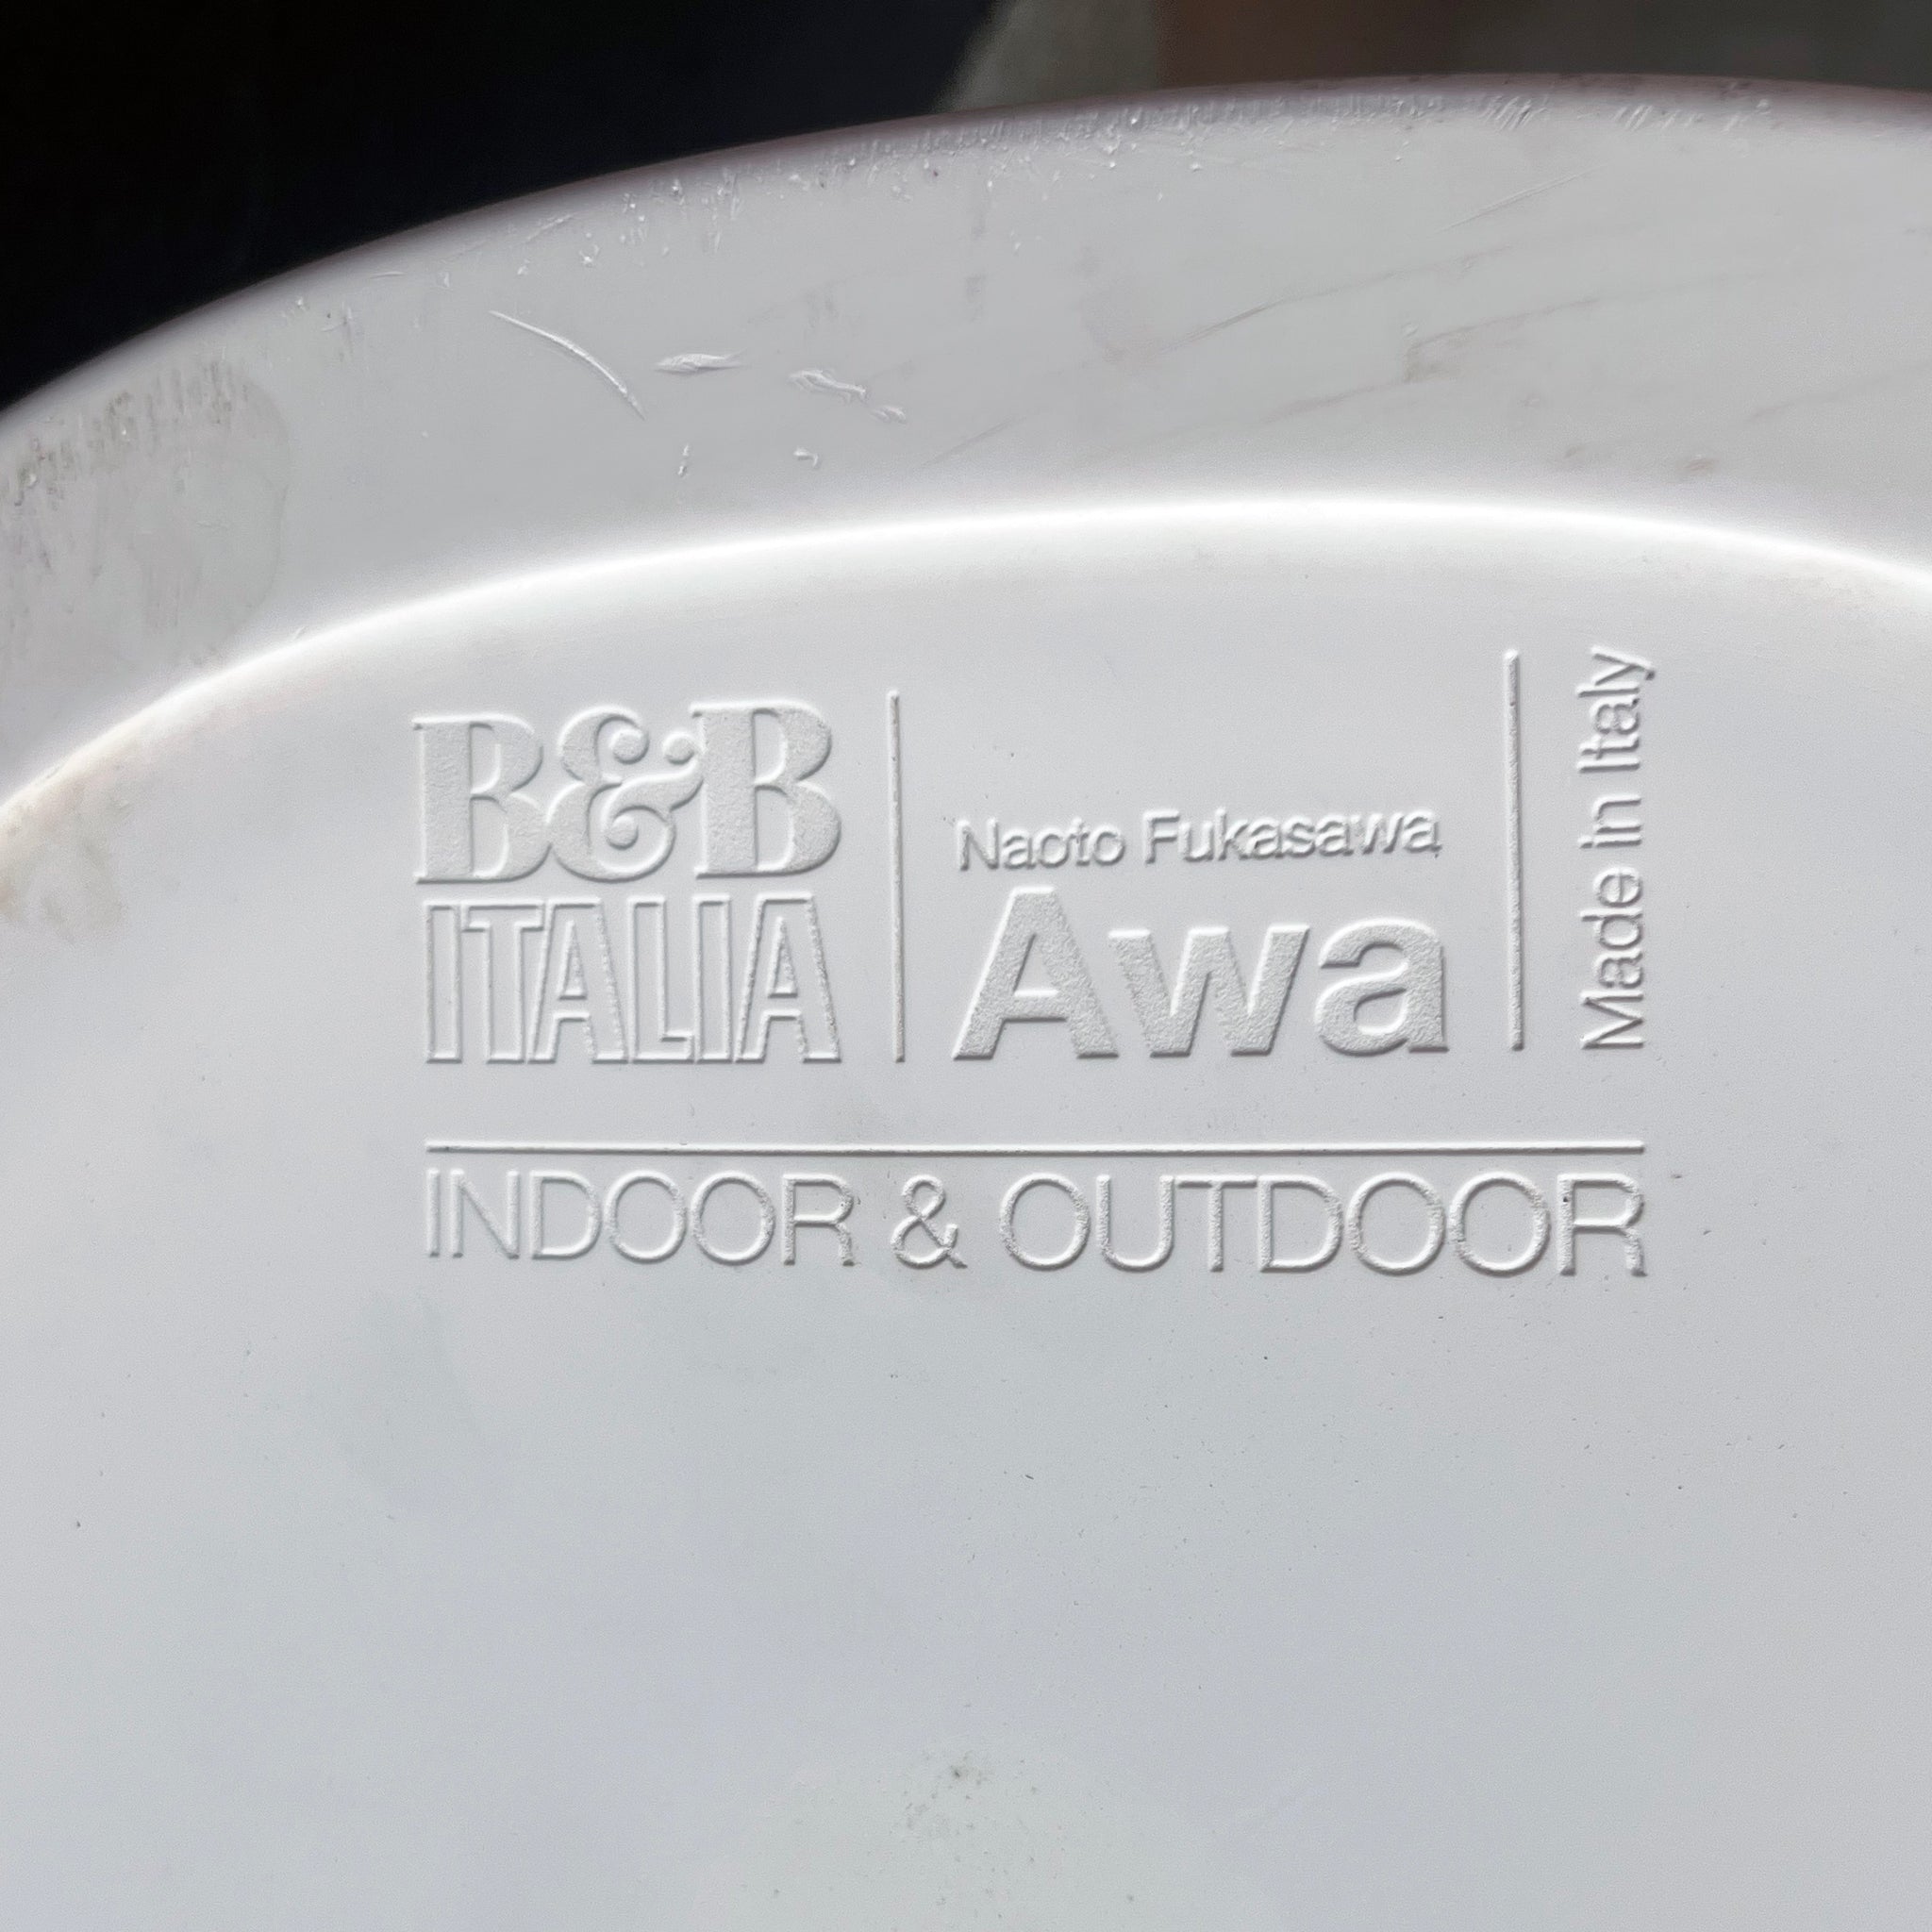 B&B
ITALIA
Naoto Fukasawa
Awa
Made in Italy
INDOOR & OUTDOOR